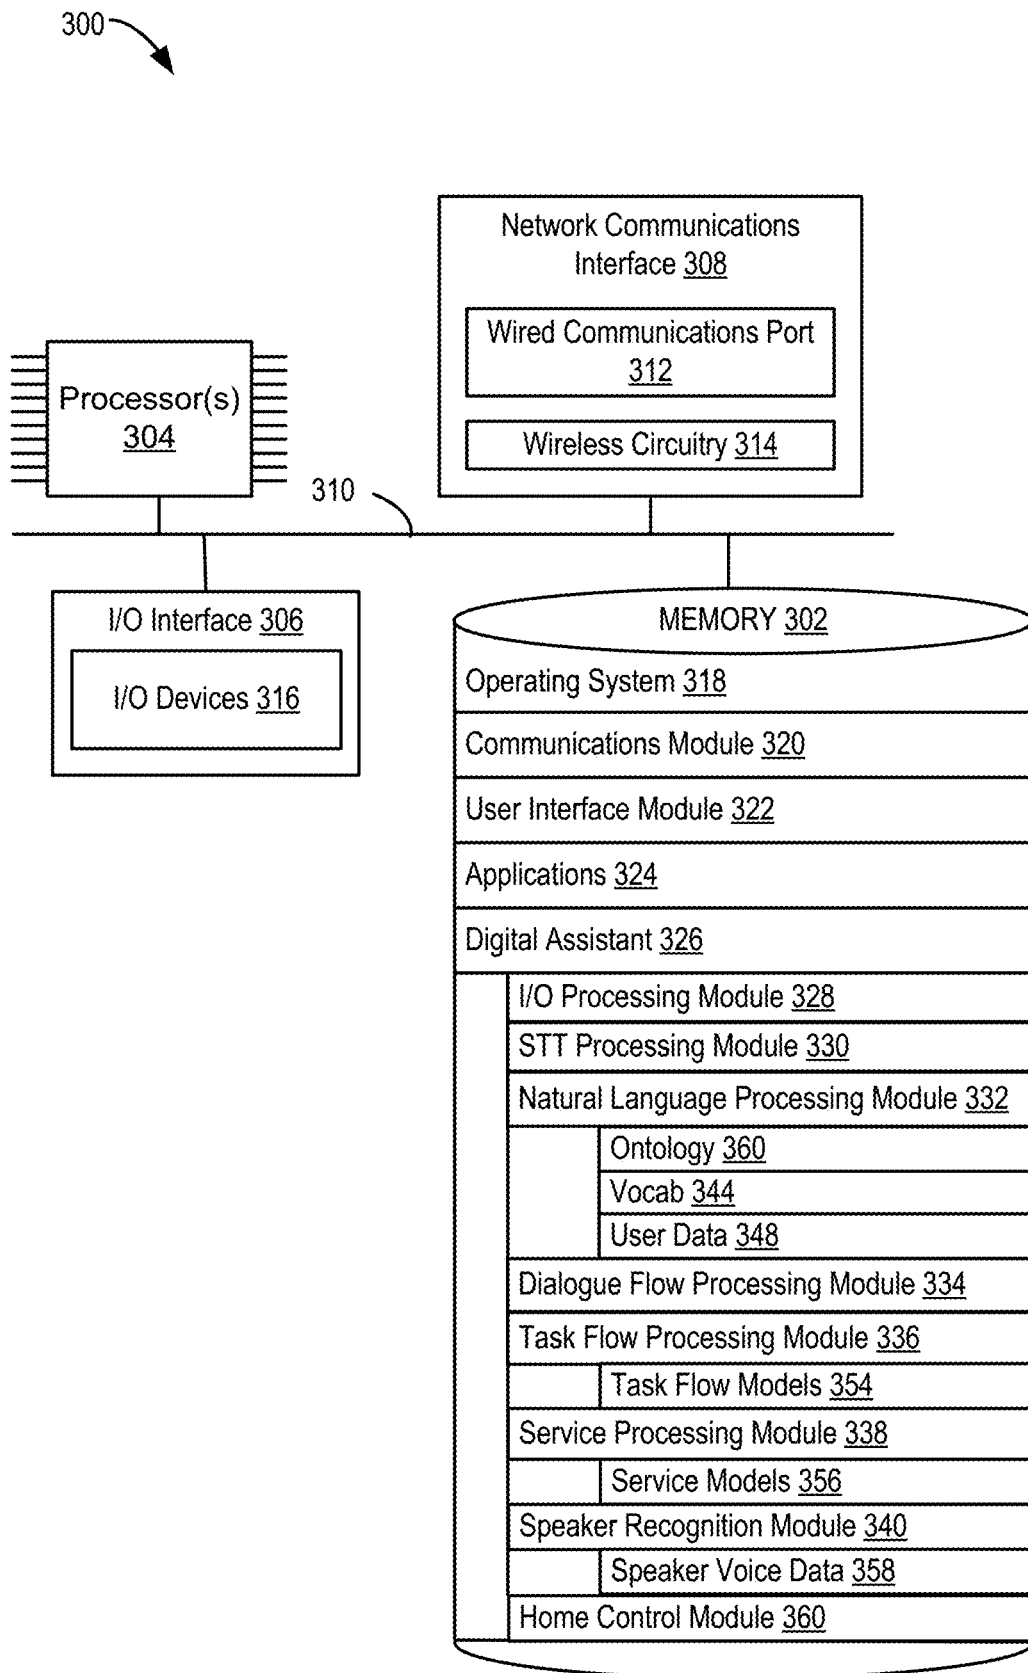 300
Network Communications
Interface 308
Wired Communications Port
312
Wireless Circuitry 314
Processor(s)
304
310
I/O Interface 306
I/O Devices 316
MEMORY 302
Operating System 318
Communications Module 320
User Interface Module 322
Applications 324
Digital Assistant 326
I/O Processing Module 328
STT Processing Module 330
Natural Language Processing Module 332
Ontology 360
Vocab 344
User Data 348
Dialogue Flow Processing Module 334
Task Flow Processing Module 336
Task Flow Models 354
Service Processing Module 338
Service Models 356
Speaker Recognition Module 340
Speaker Voice Data 358
Home Control Module 360